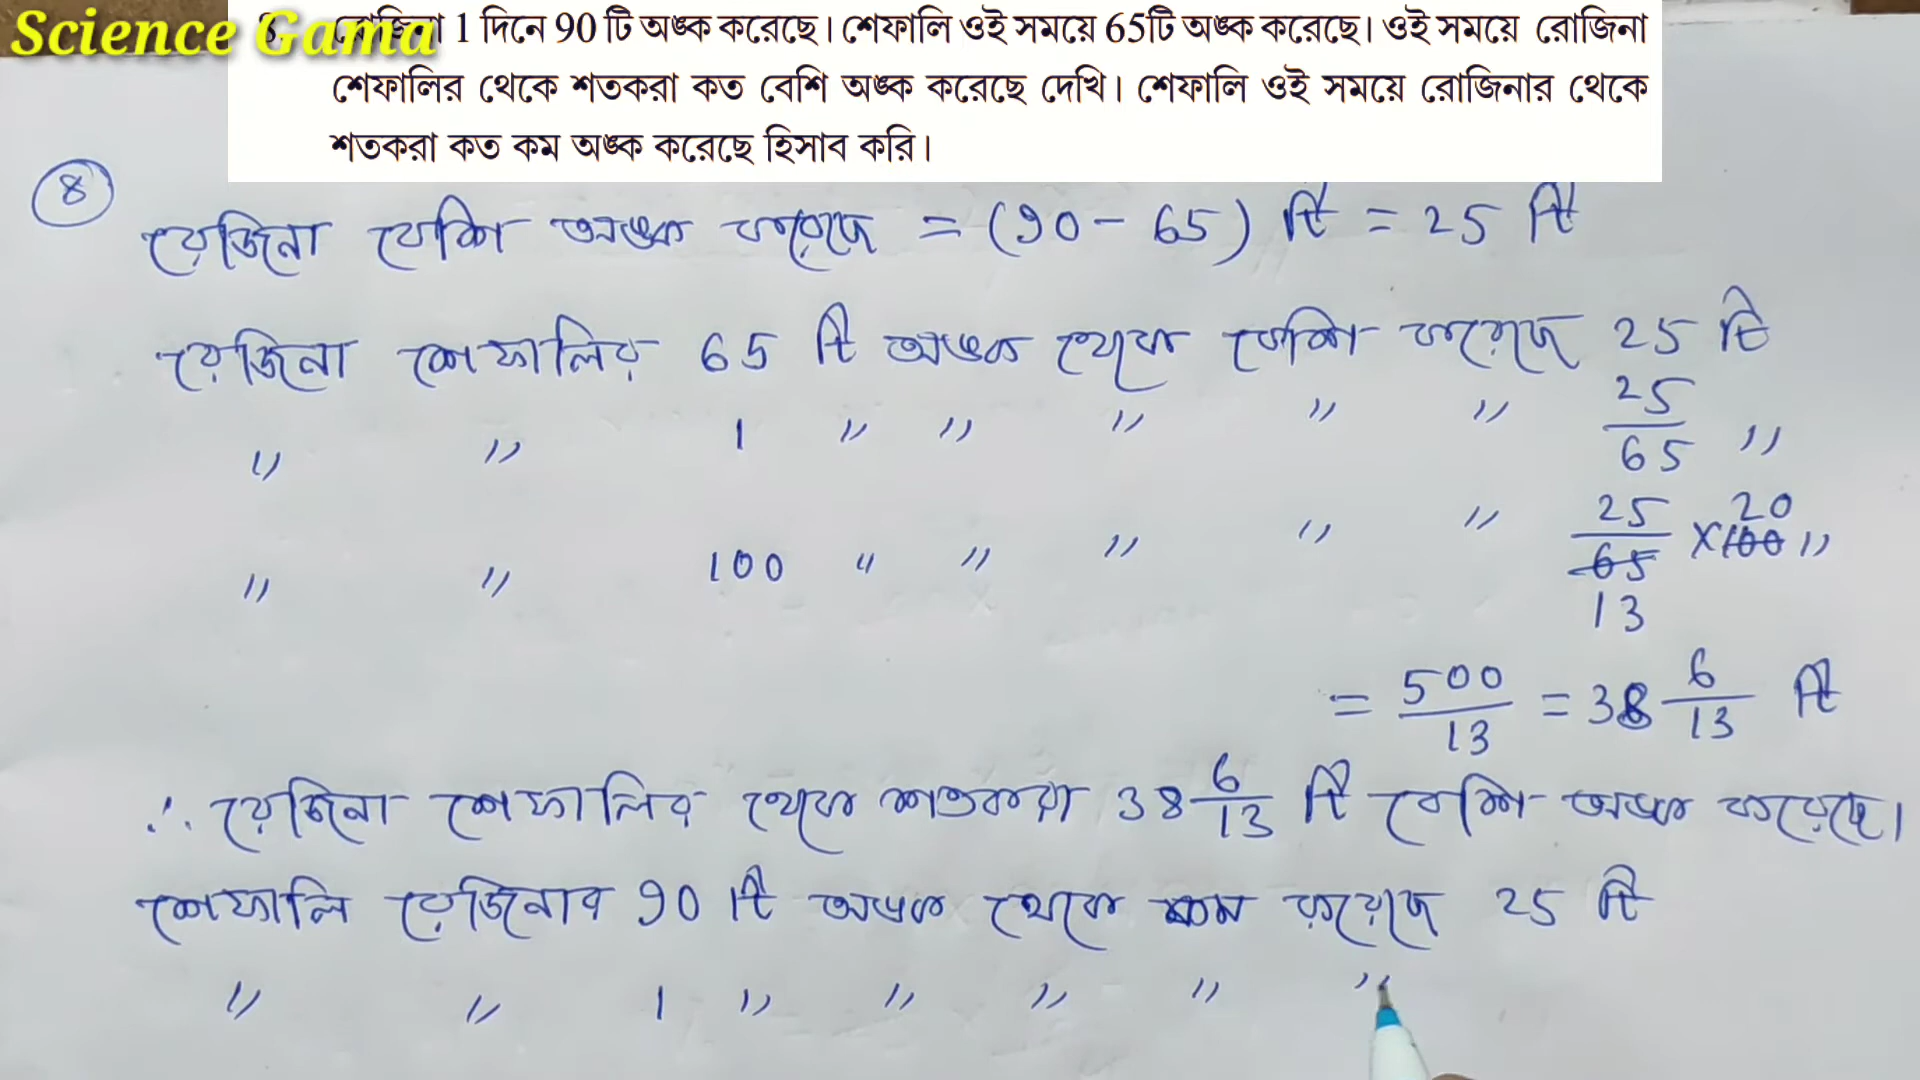 Science Gama
8. রোজিনা 1 দিনে 90 টি অঙ্ক করেছে। শেফালি ওই সময়ে 65টি অঙ্ক করেছে। ওই সময়ে রোজিনা
শেফালির থেকে শতকরা কত বেশি অঙ্ক করেছে দেখি। শেফালি ওই সময়ে রোজিনার থেকে
শতকরা কত কম অঙ্ক করেছে হিসাব করি।
8
রোজিনা বেশি অঙ্ক করেছে = (90 - 65) টি = 25 টি
রোজিনা শেফালির 65 টি অঙ্ক থেকে বেশি করেছে 25 টি
" " 1 " " " " " 25/65 "
" " 100 " " " " " 25/65 × 100 "
20
13
= 500/13 = 38 6/13 টি
∴ রোজিনা শেফালির থেকে শতকরা 38 6/13 টি বেশি অঙ্ক করেছে।
শেফালি রোজিনার 90 টি অঙ্ক থেকে কম করেছে 25 টি
" " 1 " " " " "